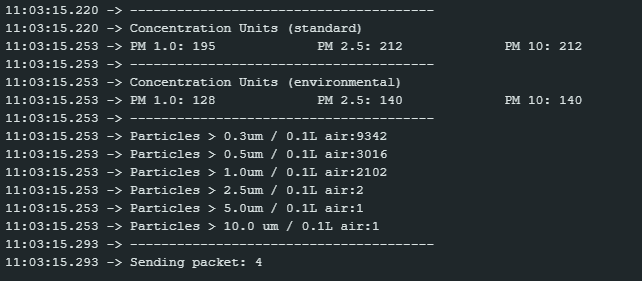 11:03:15.220 -> ---------------------------------------
11:03:15.220 -> Concentration Units (standard)
11:03:15.253 -> PM 1.0: 195 PM 2.5: 212 PM 10: 212
11:03:15.253 -> ---------------------------------------
11:03:15.253 -> Concentration Units (environmental)
11:03:15.253 -> PM 1.0: 128 PM 2.5: 140 PM 10: 140
11:03:15.253 -> ---------------------------------------
11:03:15.253 -> Particles > 0.3um / 0.1L air:9342
11:03:15.253 -> Particles > 0.5um / 0.1L air:3016
11:03:15.253 -> Particles > 1.0um / 0.1L air:2102
11:03:15.253 -> Particles > 2.5um / 0.1L air:2
11:03:15.253 -> Particles > 5.0um / 0.1L air:1
11:03:15.253 -> Particles > 10.0 um / 0.1L air:1
11:03:15.293 -> ---------------------------------------
11:03:15.293 -> Sending packet: 4